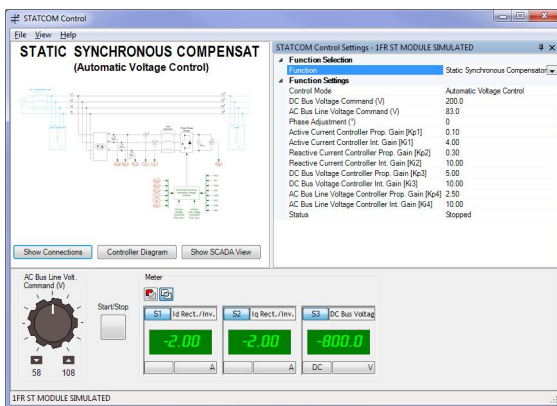 STATCOM Control
File View Help
STATIC SYNCHRONOUS COMPENSAT
(Automatic Voltage Control)
Show Connections Controller Diagram Show SCADA View
STATCOM Control Settings - 1FR ST MODULE SIMULATED
Function Selection
Function Static Synchronous Compensator
Function Settings
Control Mode Automatic Voltage Control
DC Bus Voltage Command (V) 200.0
AC Bus Line Voltage Command (V) 83.0
Phase Adjustment (°) 0
Active Current Controller Prop. Gain [Kp1] 0.10
Active Current Controller Int. Gain [Ki1] 4.00
Reactive Current Controller Prop. Gain [Kp2] 0.30
Reactive Current Controller Int. Gain [Ki2] 10.00
DC Bus Voltage Controller Prop. Gain [Kp3] 5.00
DC Bus Voltage Controller Int. Gain [Ki3] 10.00
AC Bus Line Voltage Controller Prop. Gain [Kp4] 2.50
AC Bus Line Voltage Controller Int. Gain [Ki4] 10.00
Status Stopped
AC Bus Line Volt.
Command (V)
58 108
Start/Stop
Meter
S1 Id Rect./Inv. S2 Iq Rect./Inv. S3 DC Bus Voltag
-2.00 -2.00 -800.0
A A DC V
1FR ST MODULE SIMULATED